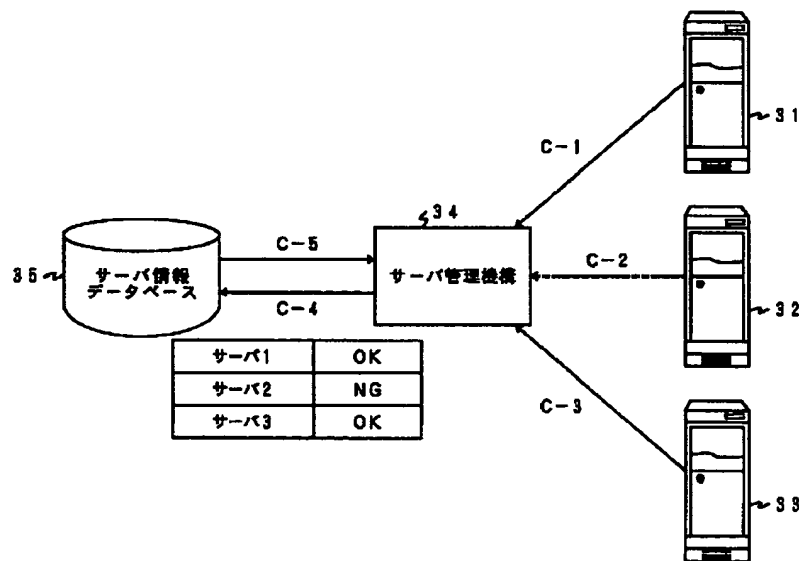 31
C-1
34
サーバ情報
データベース
35
C-5
C-4
サーバ管理機構
C-2
32
サーバ1 OK
サーバ2 NG
サーバ3 OK
C-3
33